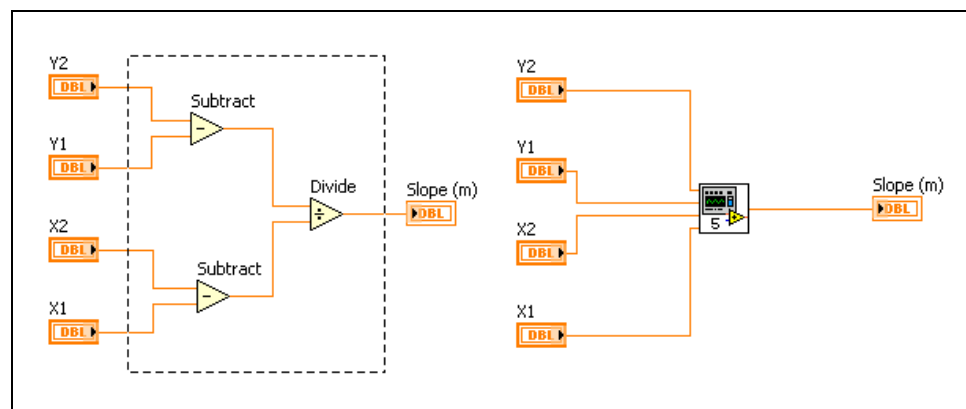 Y2
DBL
Subtract
-
Y1
DBL
Divide
÷
Slope (m)
DBL
X2
DBL
Subtract
-
X1
DBL
Y2
DBL
Y1
DBL
5
Slope (m)
DBL
X2
DBL
X1
DBL